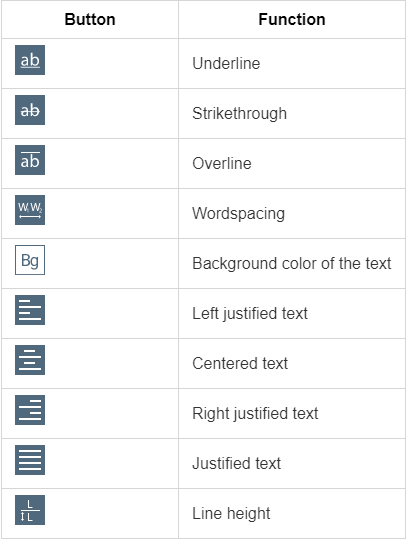 Button Function
ab Underline
ab Strikethrough
ab Overline
W₁W₂ Wordspacing
Bg Background color of the text
Left justified text
Centered text
Right justified text
Justified text
L
L Line height